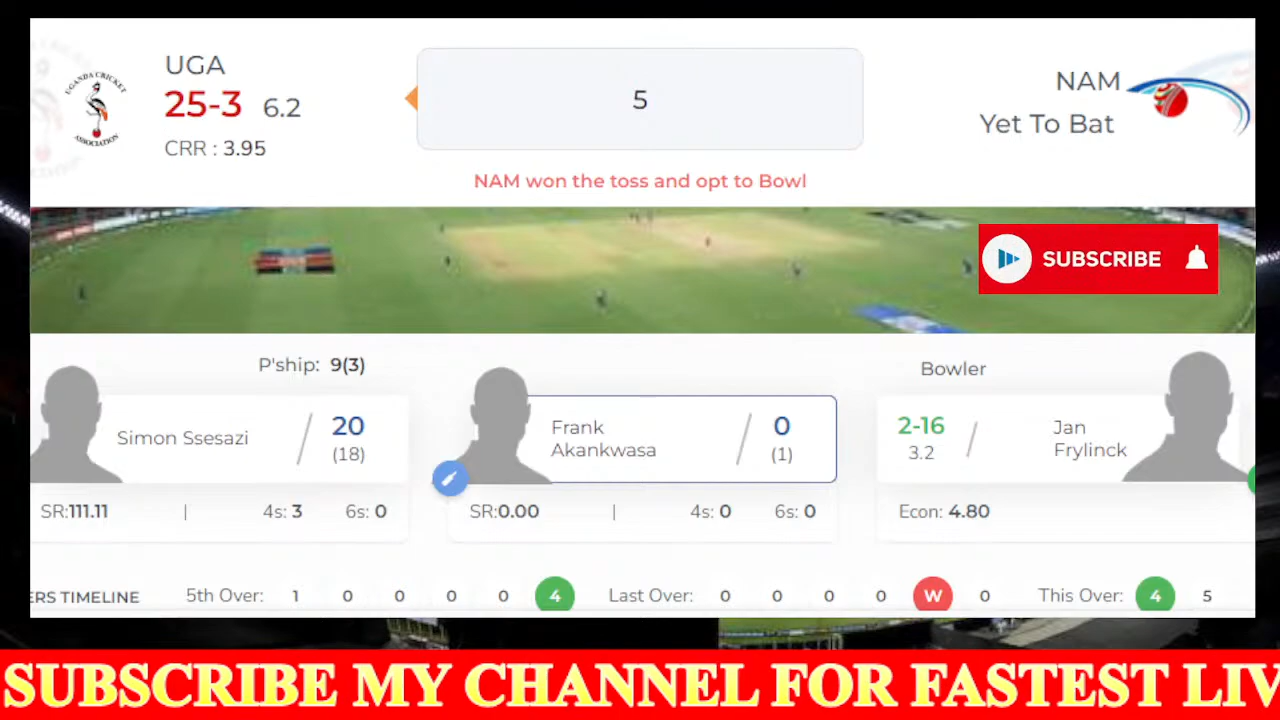 UGA
25-3 6.2
CRR : 3.95
UGANDA CRICKET
ASSOCIATION
5
NAM
Yet To Bat
NAM won the toss and opt to Bowl
SUBSCRIBE
P'ship: 9(3)
Simon Ssesazi
20
(18)
SR:111.11 | 4s: 3 6s: 0
Frank
Akankwasa
0
(1)
SR:0.00 | 4s: 0 6s: 0
Bowler
2-16
3.2
Jan
Frylinck
Econ: 4.80
ERS TIMELINE 5th Over: 1 0 0 0 0 4 Last Over: 0 0 0 0 W 0 This Over: 4 5
SUBSCRIBE MY CHANNEL FOR FASTEST LIV